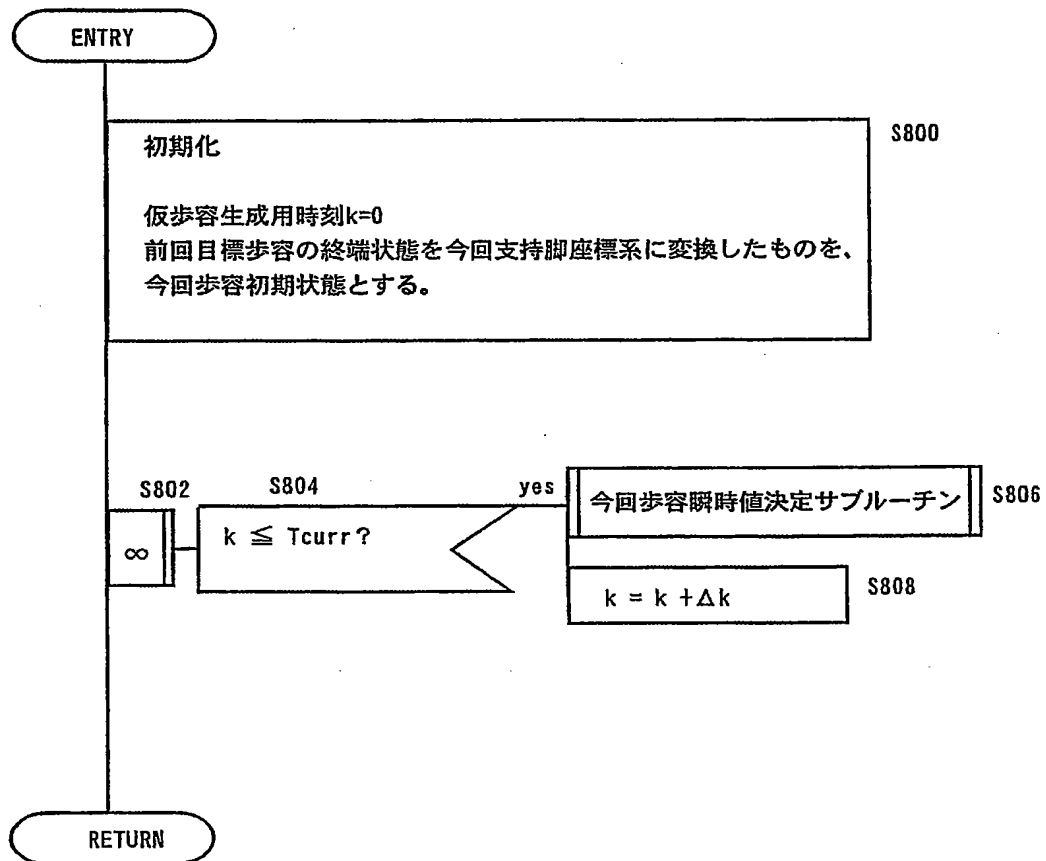 ENTRY
S800
初期化
仮歩容生成用時刻k=0
前回目標歩容の終端状態を今回支持脚座標系に変換したものを、
今回歩容初期状態とする。
S802
∞
S804
k ≦ Tcurr?
yes
今回歩容瞬時値決定サブルーチン
S806
k = k +Δk
S808
RETURN